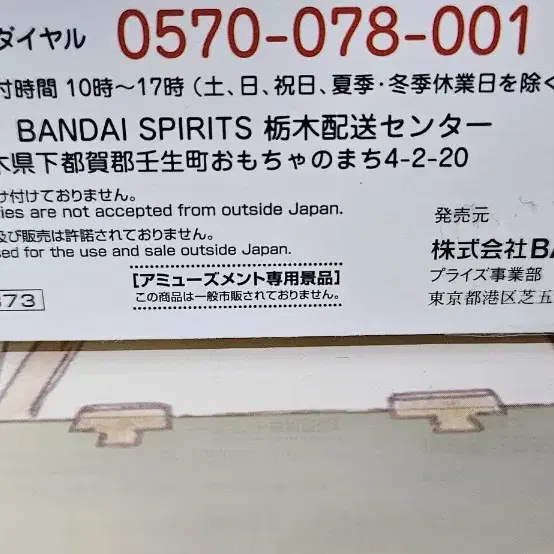 ダイヤル 0570-078-001
付時間 10時～17時（土、日、祝日、夏季・冬季休業日を除く
BANDAI SPIRITS 栃木配送センター
木県下都賀郡壬生町おもちゃのまち4-2-20
け付けておりません。
ies are not accepted from outside Japan.
及び販売は許諾されておりません。
sed for the use and sale outside Japan.
発売元
株式会社BA
プライズ事業部
東京都港区芝五
[アミューズメント専用景品]
この商品は一般市販されておりません。
373